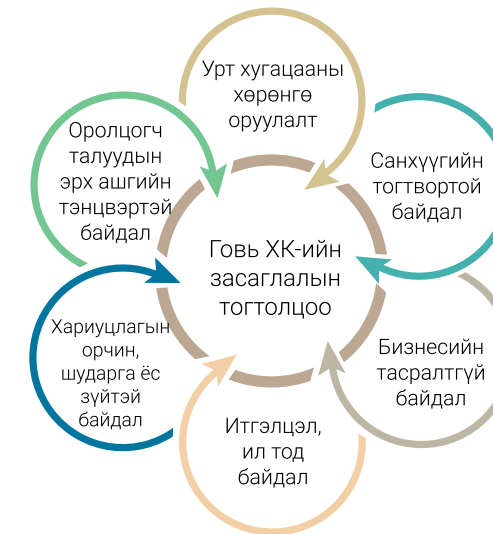 Урт хугацааны
хөрөнгө
оруулалт
Оролцогч
талуудын
эрх ашгийн
тэнцвэртэй
байдал
Санхүүгийн
тогтвортой
байдал
Говь ХК-ийн
засаглалын
тогтолцоо
Хариуцлагын
орчин,
шударга ёс
зүйтэй
байдал
Бизнесийн
тасралтгүй
байдал
Итгэлцэл,
ил тод
байдал